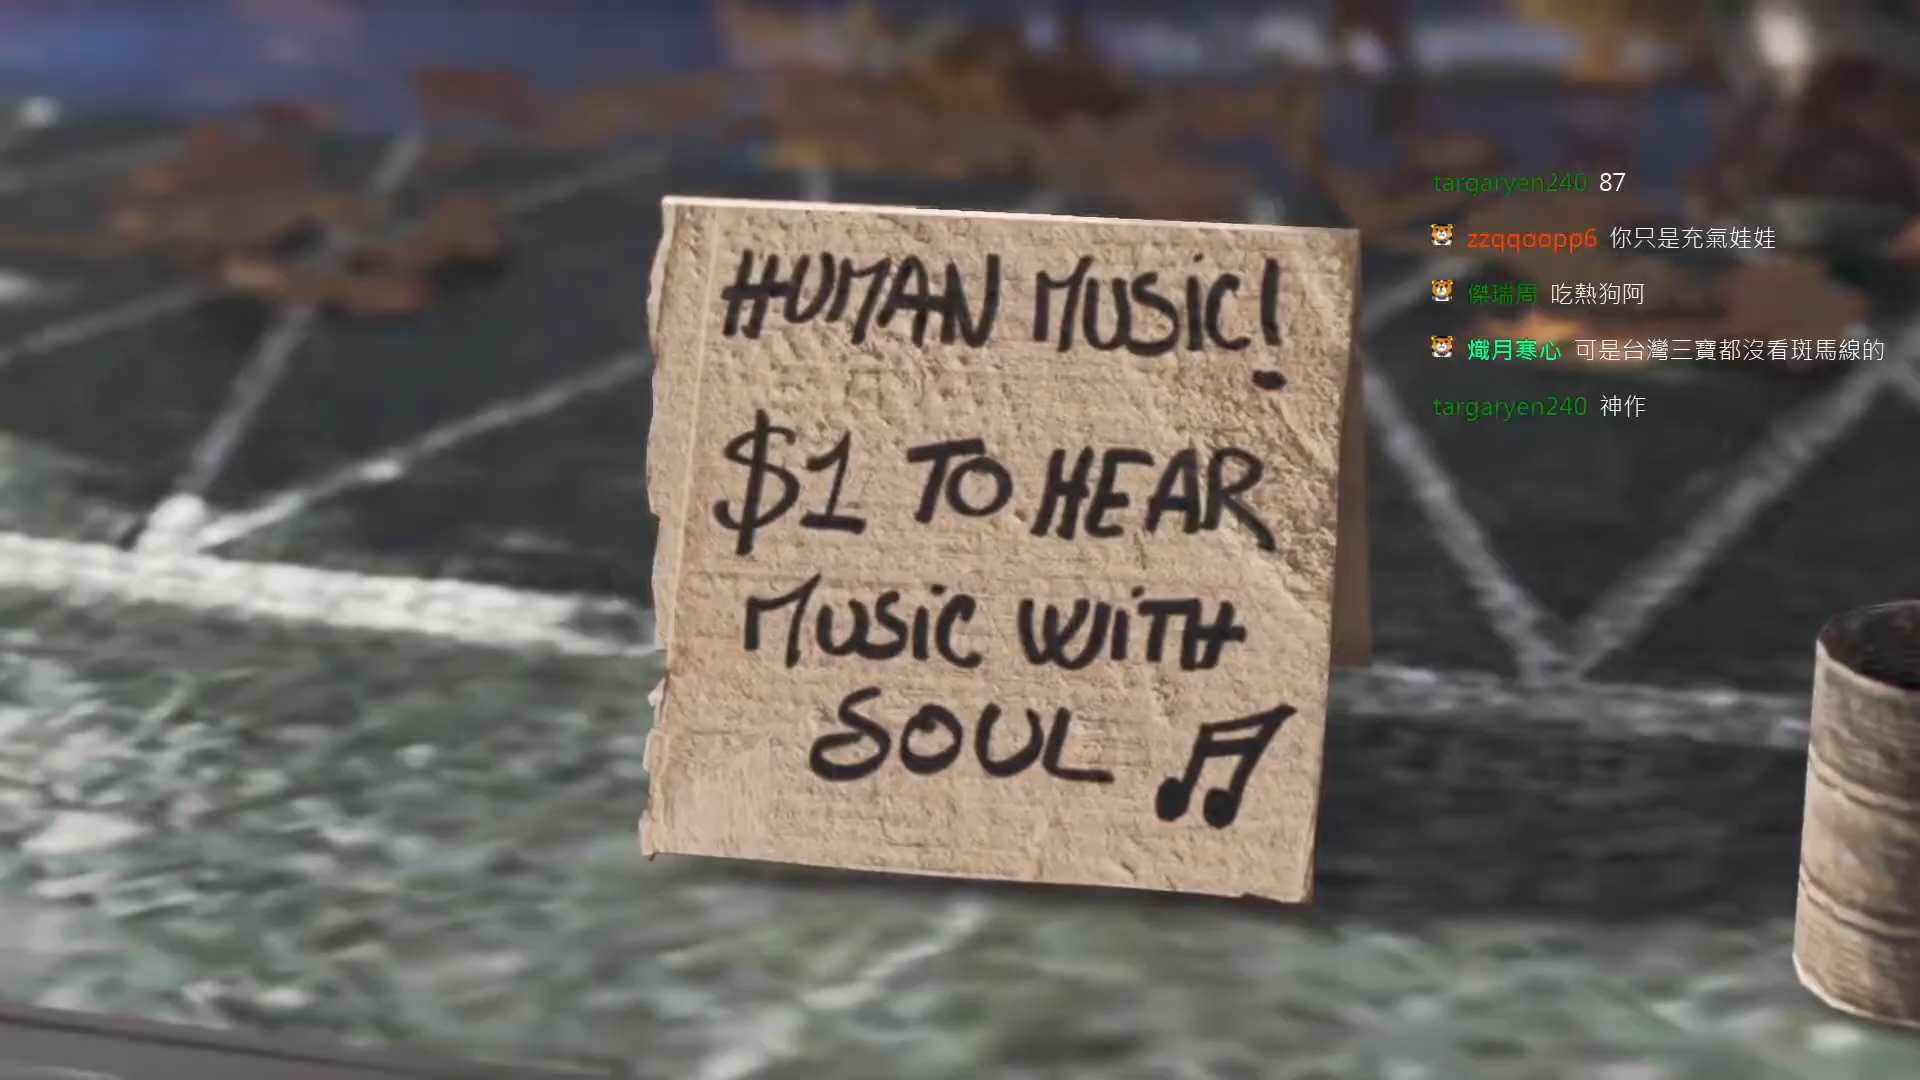 HUMAN MUSIC!
$1 TO HEAR
MUSIC WITH
SOUL
targaryen240 87
zzqqoopp6 你只是充氣娃娃
傑瑞周 吃熱狗阿
熾月寒心 可是台灣三寶都沒看斑馬線的
targaryen240 神作